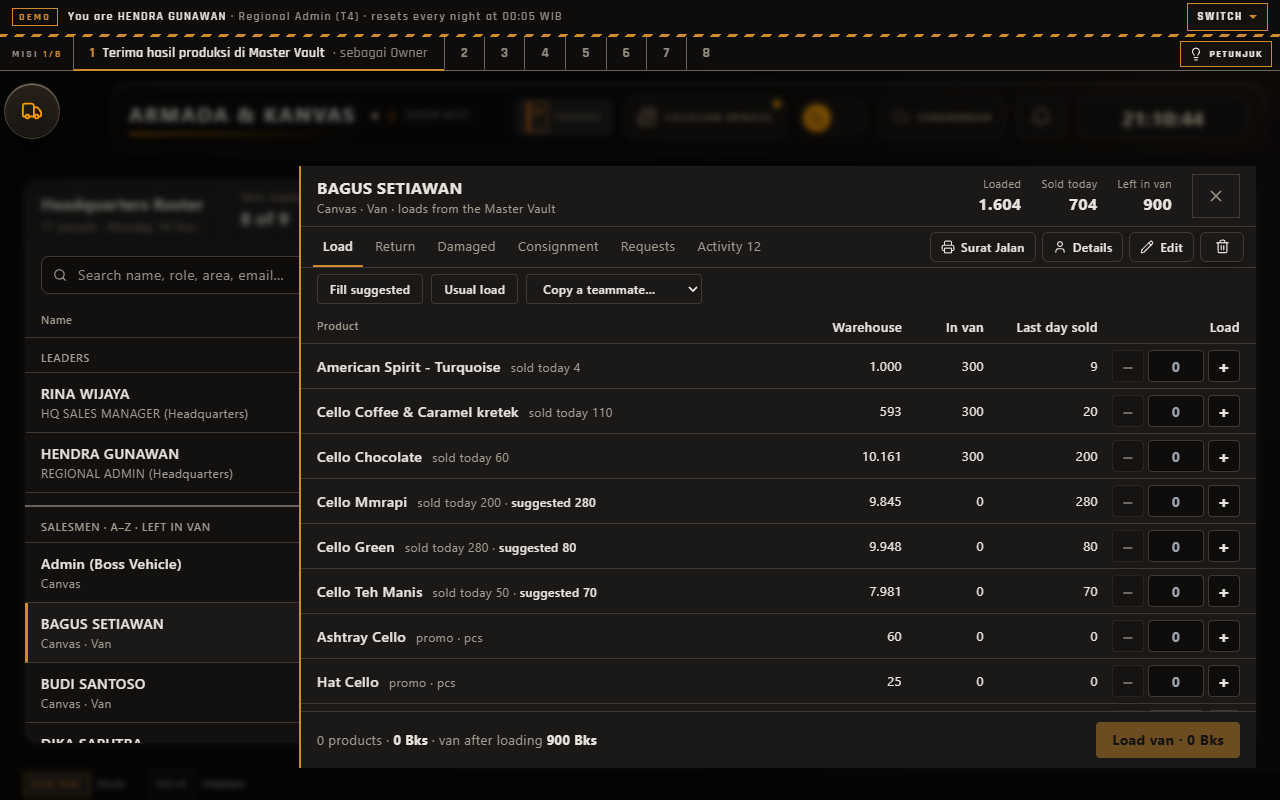 DEMO You are HENDRA GUNAWAN · Regional Admin (T4) · resets every night at 00:05 WIB SWITCH
MISI 1/8 1 Terima hasil produksi di Master Vault · sebagai Owner 2 3 4 5 6 7 8 PETUNJUK
ARMADA & KANVAS 21:10:44
Headquarters Roster
8 of 9
Search name, role, area, email...
Name
LEADERS
RINA WIJAYA
HQ SALES MANAGER (Headquarters)
HENDRA GUNAWAN
REGIONAL ADMIN (Headquarters)
SALESMEN · A–Z · LEFT IN VAN
Admin (Boss Vehicle)
Canvas
BAGUS SETIAWAN
Canvas · Van
BUDI SANTOSO
Canvas · Van
DIKA SAPUTRA
BAGUS SETIAWAN
Canvas · Van · loads from the Master Vault
Loaded Sold today Left in van
1.604 704 900
Load Return Damaged Consignment Requests Activity 12 Surat Jalan Details Edit
Fill suggested Usual load Copy a teammate...
Product Warehouse In van Last day sold Load
American Spirit - Turquoise sold today 4 1.000 300 9 − 0 +
Cello Coffee & Caramel kretek sold today 110 593 300 20 − 0 +
Cello Chocolate sold today 60 10.161 300 200 − 0 +
Cello Mmrapi sold today 200 · suggested 280 9.845 0 280 − 0 +
Cello Green sold today 280 · suggested 80 9.948 0 80 − 0 +
Cello Teh Manis sold today 50 · suggested 70 7.981 0 70 − 0 +
Ashtray Cello promo · pcs 60 0 0 − 0 +
Hat Cello promo · pcs 25 0 0 − 0 +
0 products · 0 Bks · van after loading 900 Bks Load van · 0 Bks